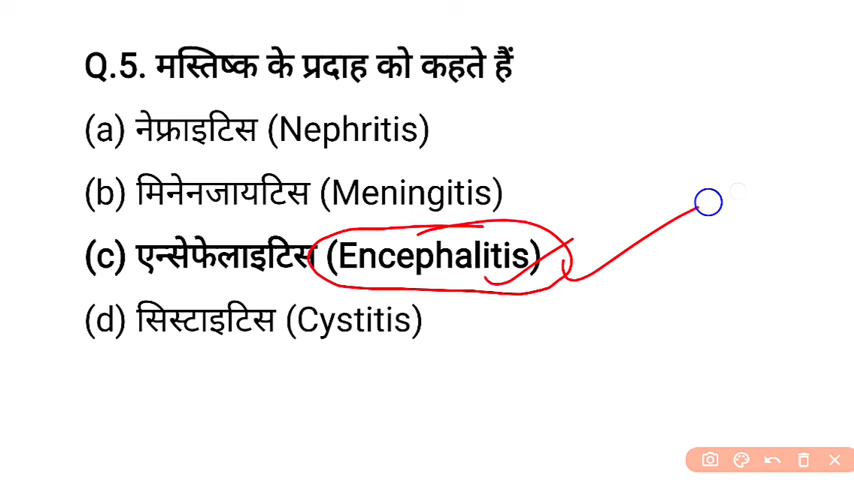 Q.5. मस्तिष्क के प्रदाह को कहते हैं
(a) नेफ्राइटिस (Nephritis)
(b) मिनेनजायटिस (Meningitis)
(c) एन्सेफेलाइटिस (Encephalitis)
(d) सिस्टाइटिस (Cystitis)